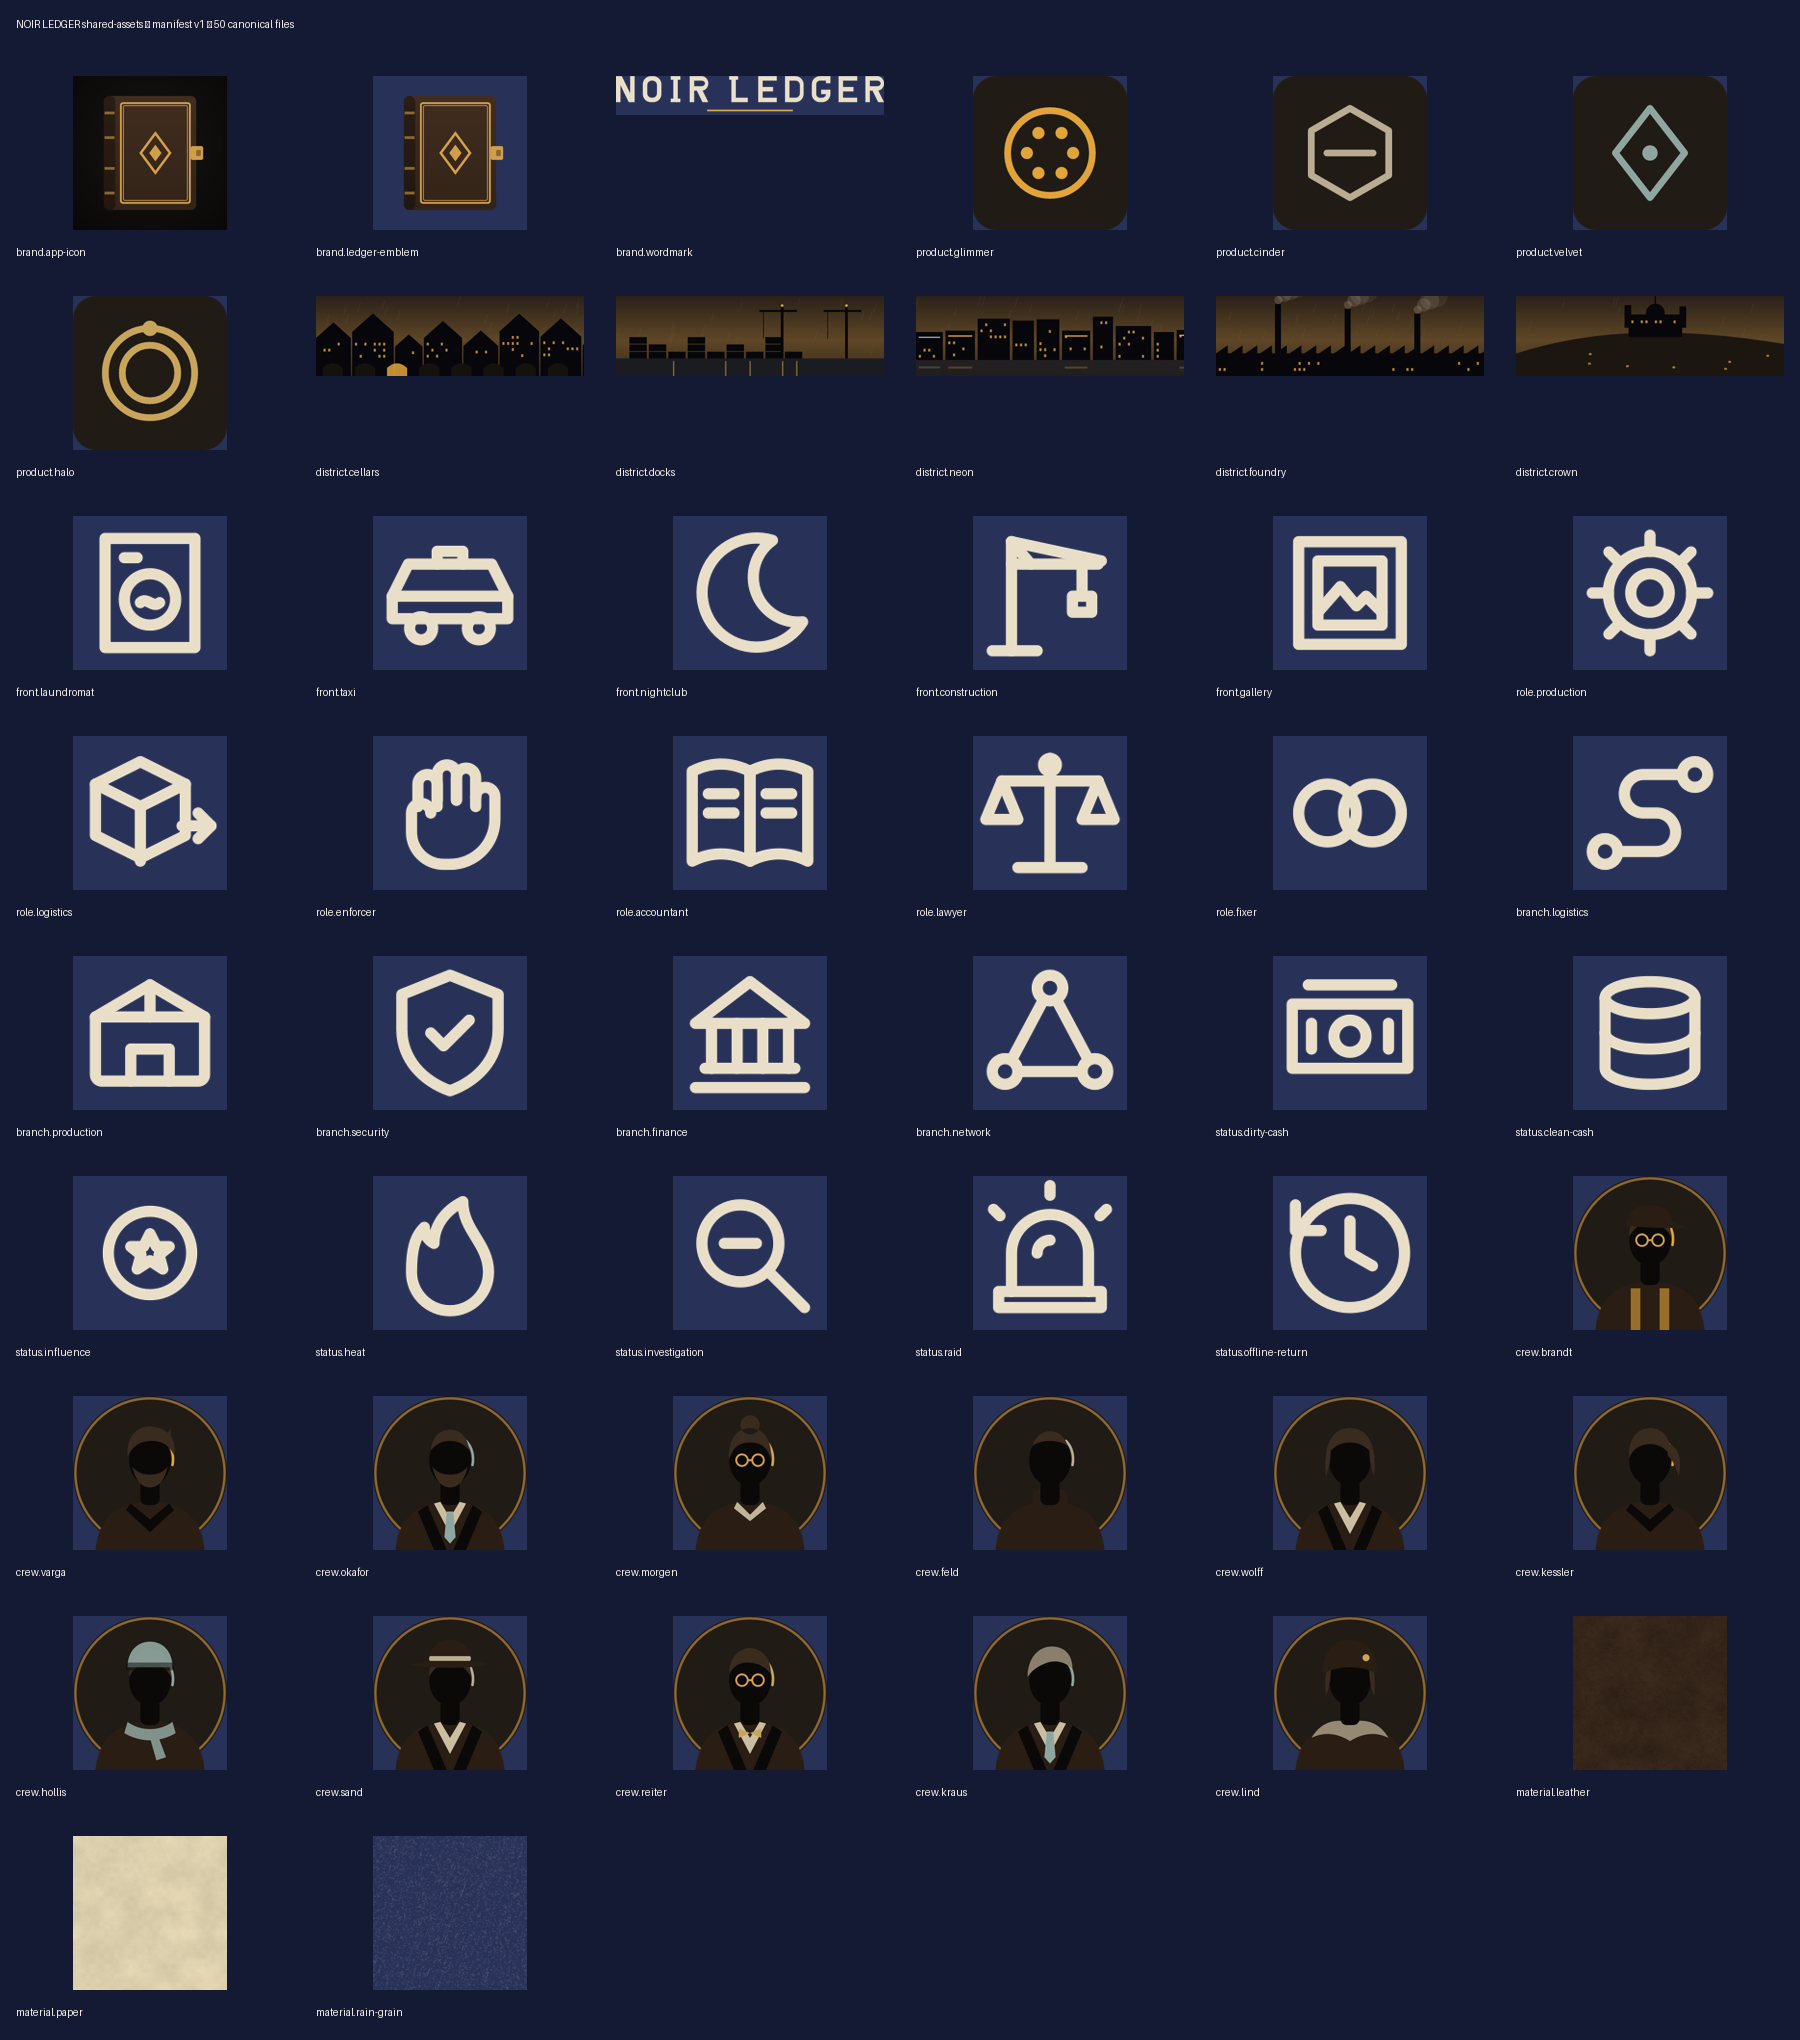 NOIR LEDGER shared-assets □ manifest v1 □ 50 canonical files
NOIR LEDGER
brand.app-icon
brand.ledger-emblem
brand.wordmark
product.glimmer
product.cinder
product.velvet
product.halo
district.cellars
district.docks
district.neon
district.foundry
district.crown
front.laundromat
front.taxi
front.nightclub
front.construction
front.gallery
role.production
role.logistics
role.enforcer
role.accountant
role.lawyer
role.fixer
branch.logistics
branch.production
branch.security
branch.finance
branch.network
status.dirty-cash
status.clean-cash
status.influence
status.heat
status.investigation
status.raid
status.offline-return
crew.brandt
crew.varga
crew.okafor
crew.morgen
crew.feld
crew.wolff
crew.kessler
crew.hollis
crew.sand
crew.reiter
crew.kraus
crew.lind
material.leather
material.paper
material.rain-grain